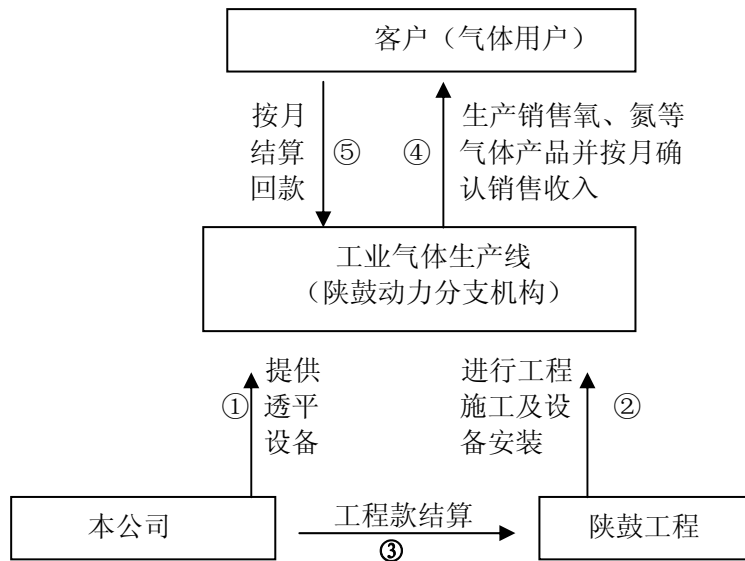 客户（气体用户）
按月
结算
回款
⑤
④
生产销售氧、氮等
气体产品并按月确
认销售收入
工业气体生产线
（陕鼓动力分支机构）
①
提供
透平
设备
进行工程
施工及设
备安装
②
本公司
工程款结算
③
陕鼓工程